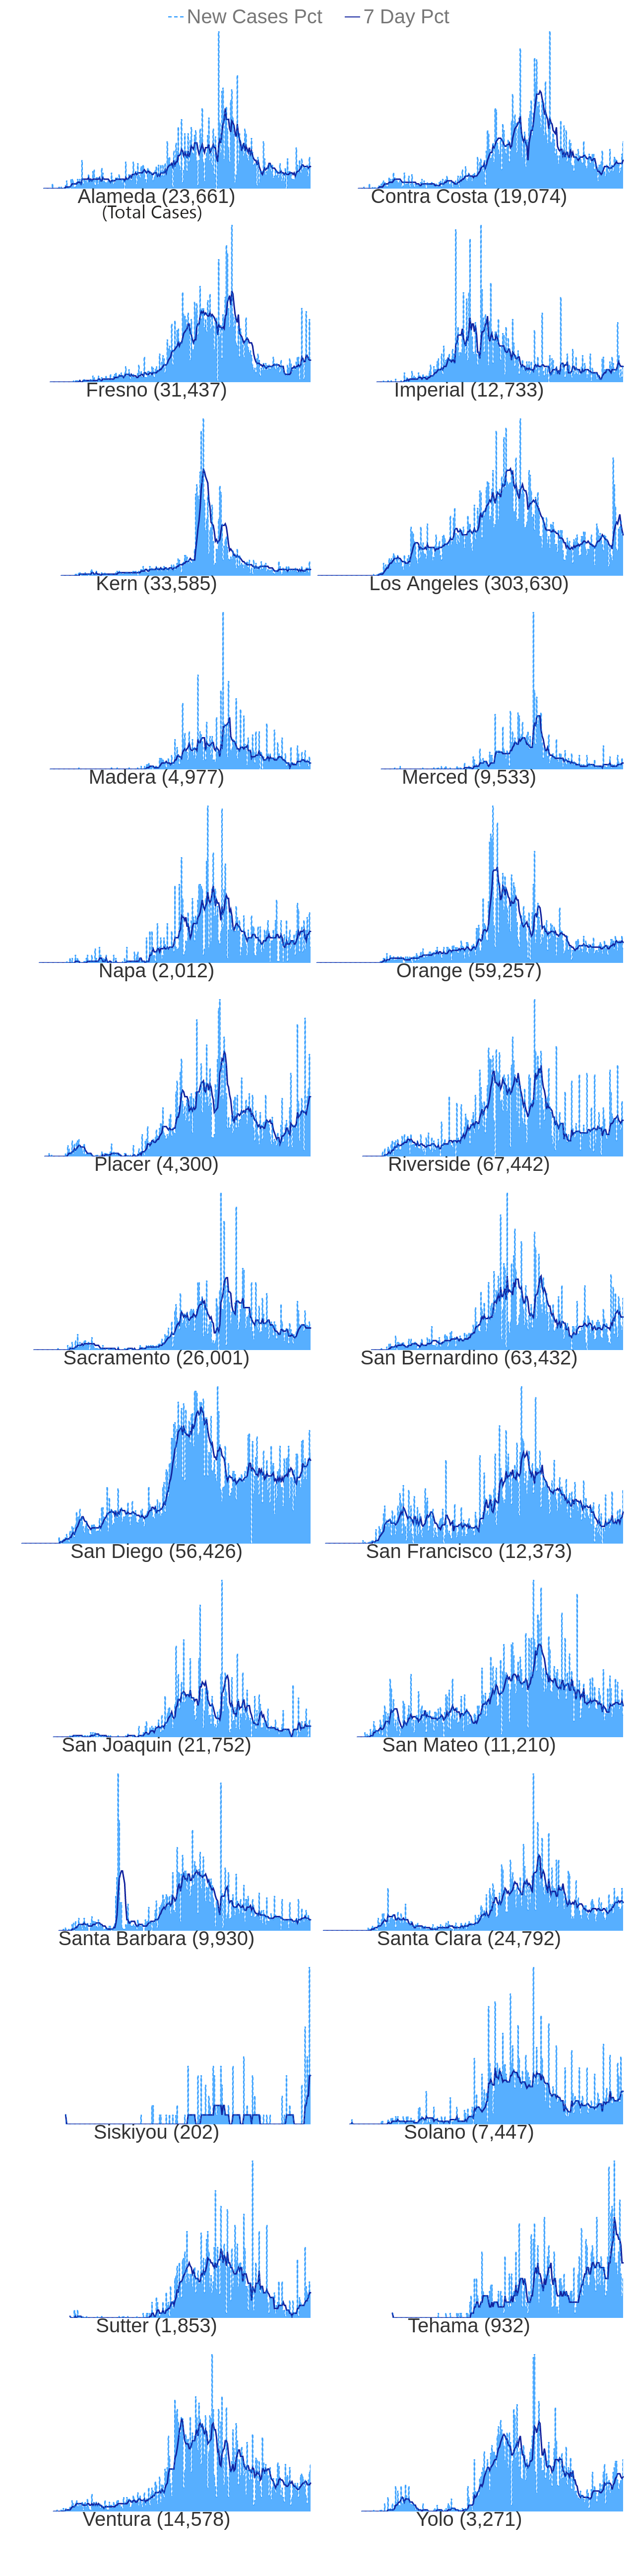 New Cases Pct 7 Day Pct
Alameda (23,661) Contra Costa (19,074)
(Total Cases)
Fresno (31,437) Imperial (12,733)
Kern (33,585) Los Angeles (303,630)
Madera (4,977) Merced (9,533)
Napa (2,012) Orange (59,257)
Placer (4,300) Riverside (67,442)
Sacramento (26,001) San Bernardino (63,432)
San Diego (56,426) San Francisco (12,373)
San Joaquin (21,752) San Mateo (11,210)
Santa Barbara (9,930) Santa Clara (24,792)
Siskiyou (202) Solano (7,447)
Sutter (1,853) Tehama (932)
Ventura (14,578) Yolo (3,271)